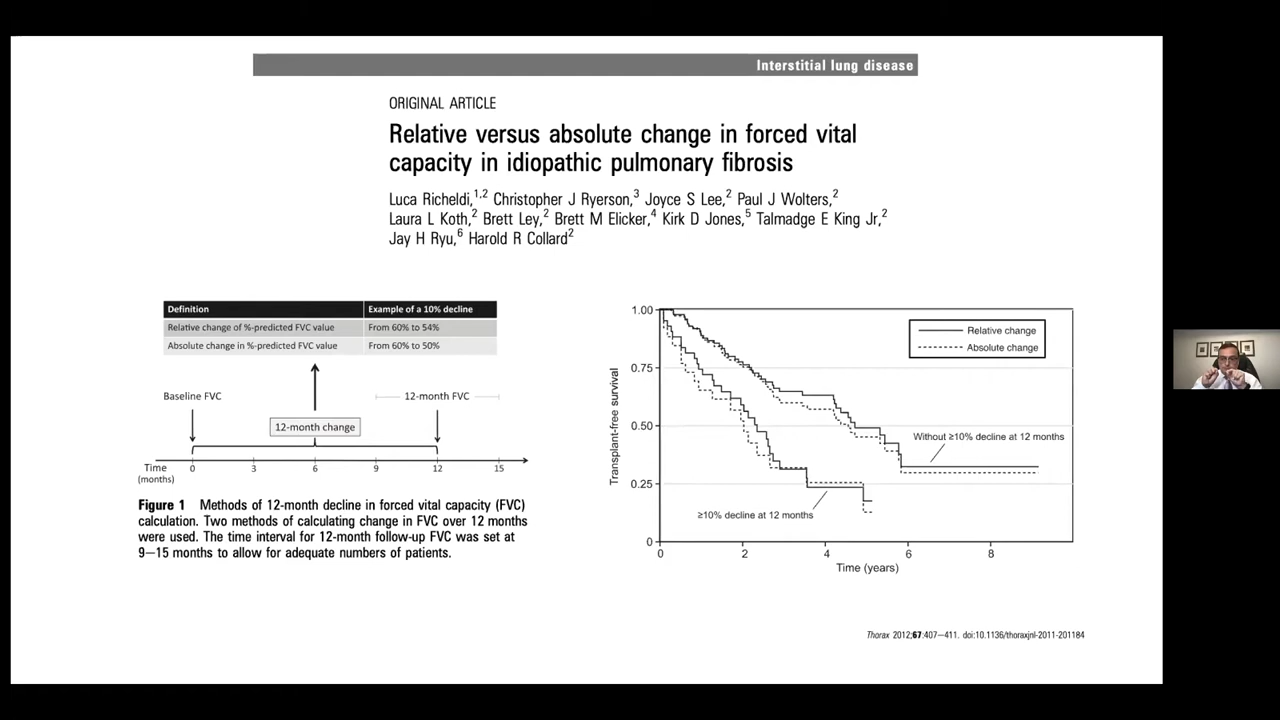 Interstitial lung disease
ORIGINAL ARTICLE
Relative versus absolute change in forced vital
capacity in idiopathic pulmonary fibrosis
Luca Richeldi,1,2 Christopher J Ryerson,3 Joyce S Lee,2 Paul J Wolters,2
Laura L Koth,2 Brett Ley,2 Brett M Elicker,4 Kirk D Jones,5 Talmadge E King Jr,2
Jay H Ryu,6 Harold R Collard2
Definition Example of a 10% decline
Relative change of %-predicted FVC value From 60% to 54%
Absolute change in %-predicted FVC value From 60% to 50%
Baseline FVC 12-month FVC
12-month change
Time (months) 0 3 6 9 12 15
Figure 1 Methods of 12-month decline in forced vital capacity (FVC)
calculation. Two methods of calculating change in FVC over 12 months
were used. The time interval for 12-month follow-up FVC was set at
9–15 months to allow for adequate numbers of patients.
Transplant-free survival
1.00
0.75
0.50
0.25
0
Relative change
Absolute change
Without ≥10% decline at 12 months
≥10% decline at 12 months
0 2 4 6 8
Time (years)
Thorax 2012;67:407–411. doi:10.1136/thoraxjnl-2011-201184